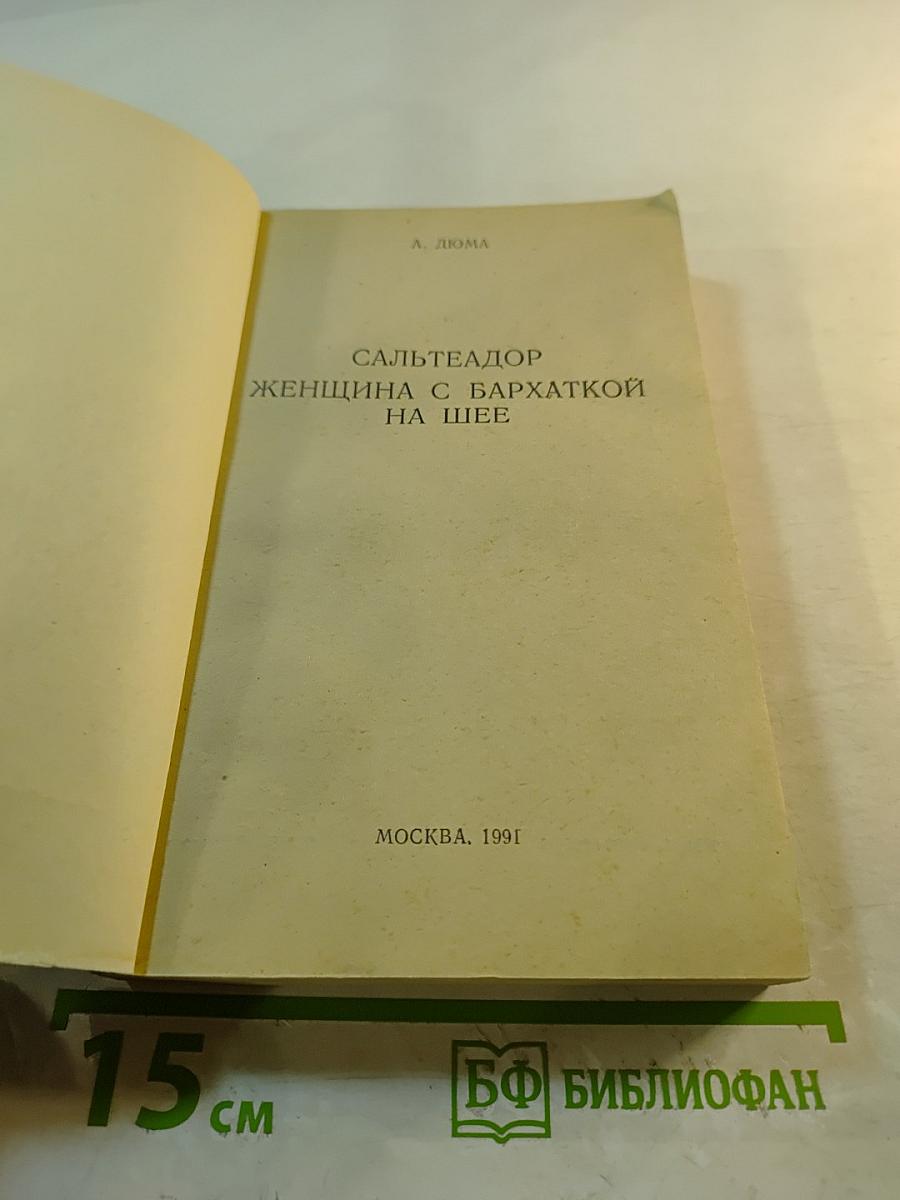 А. ДЮМА
САЛЬТЕАДОР
ЖЕНЩИНА С БАРХАТКОЙ
НА ШЕЕ
МОСКВА, 1991
15 см
БФ БИБЛИОФАН